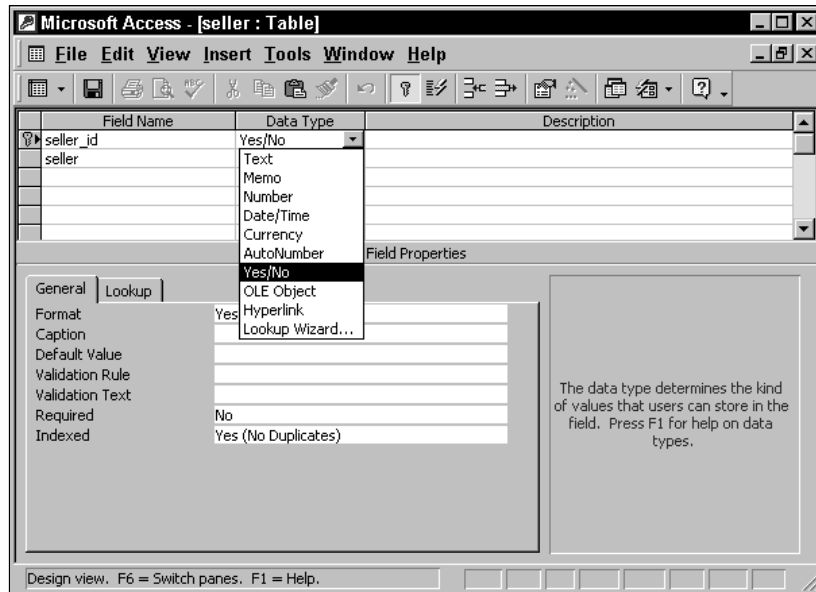 Microsoft Access - [seller : Table]
File Edit View Insert Tools Window Help
Field Name Data Type Description
seller_id Yes/No
seller
Text
Memo
Number
Date/Time
Currency
AutoNumber
Yes/No
OLE Object
Hyperlink
Lookup Wizard...
Field Properties
General Lookup
Format Yes
Caption
Default Value
Validation Rule
Validation Text
Required No
Indexed Yes (No Duplicates)
The data type determines the kind
of values that users can store in the
field. Press F1 for help on data
types.
Design view. F6 = Switch panes. F1 = Help.